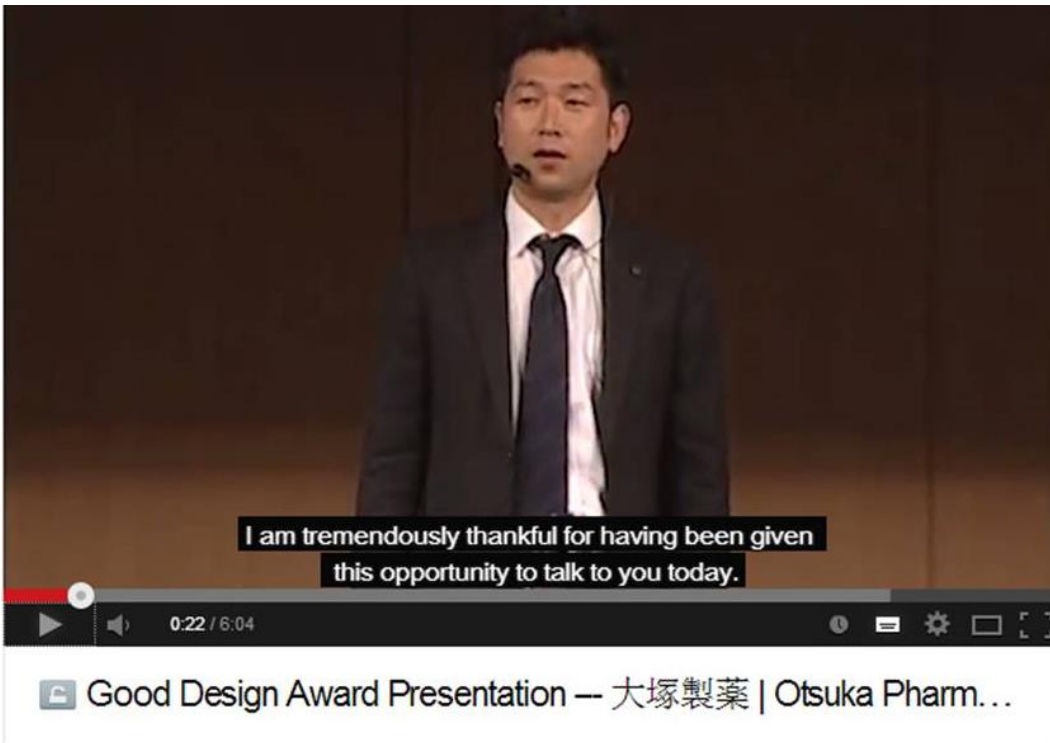 I am tremendously thankful for having been given
this opportunity to talk to you today.
0:22 / 6:04
Good Design Award Presentation –- 大塚製薬 | Otsuka Pharm...